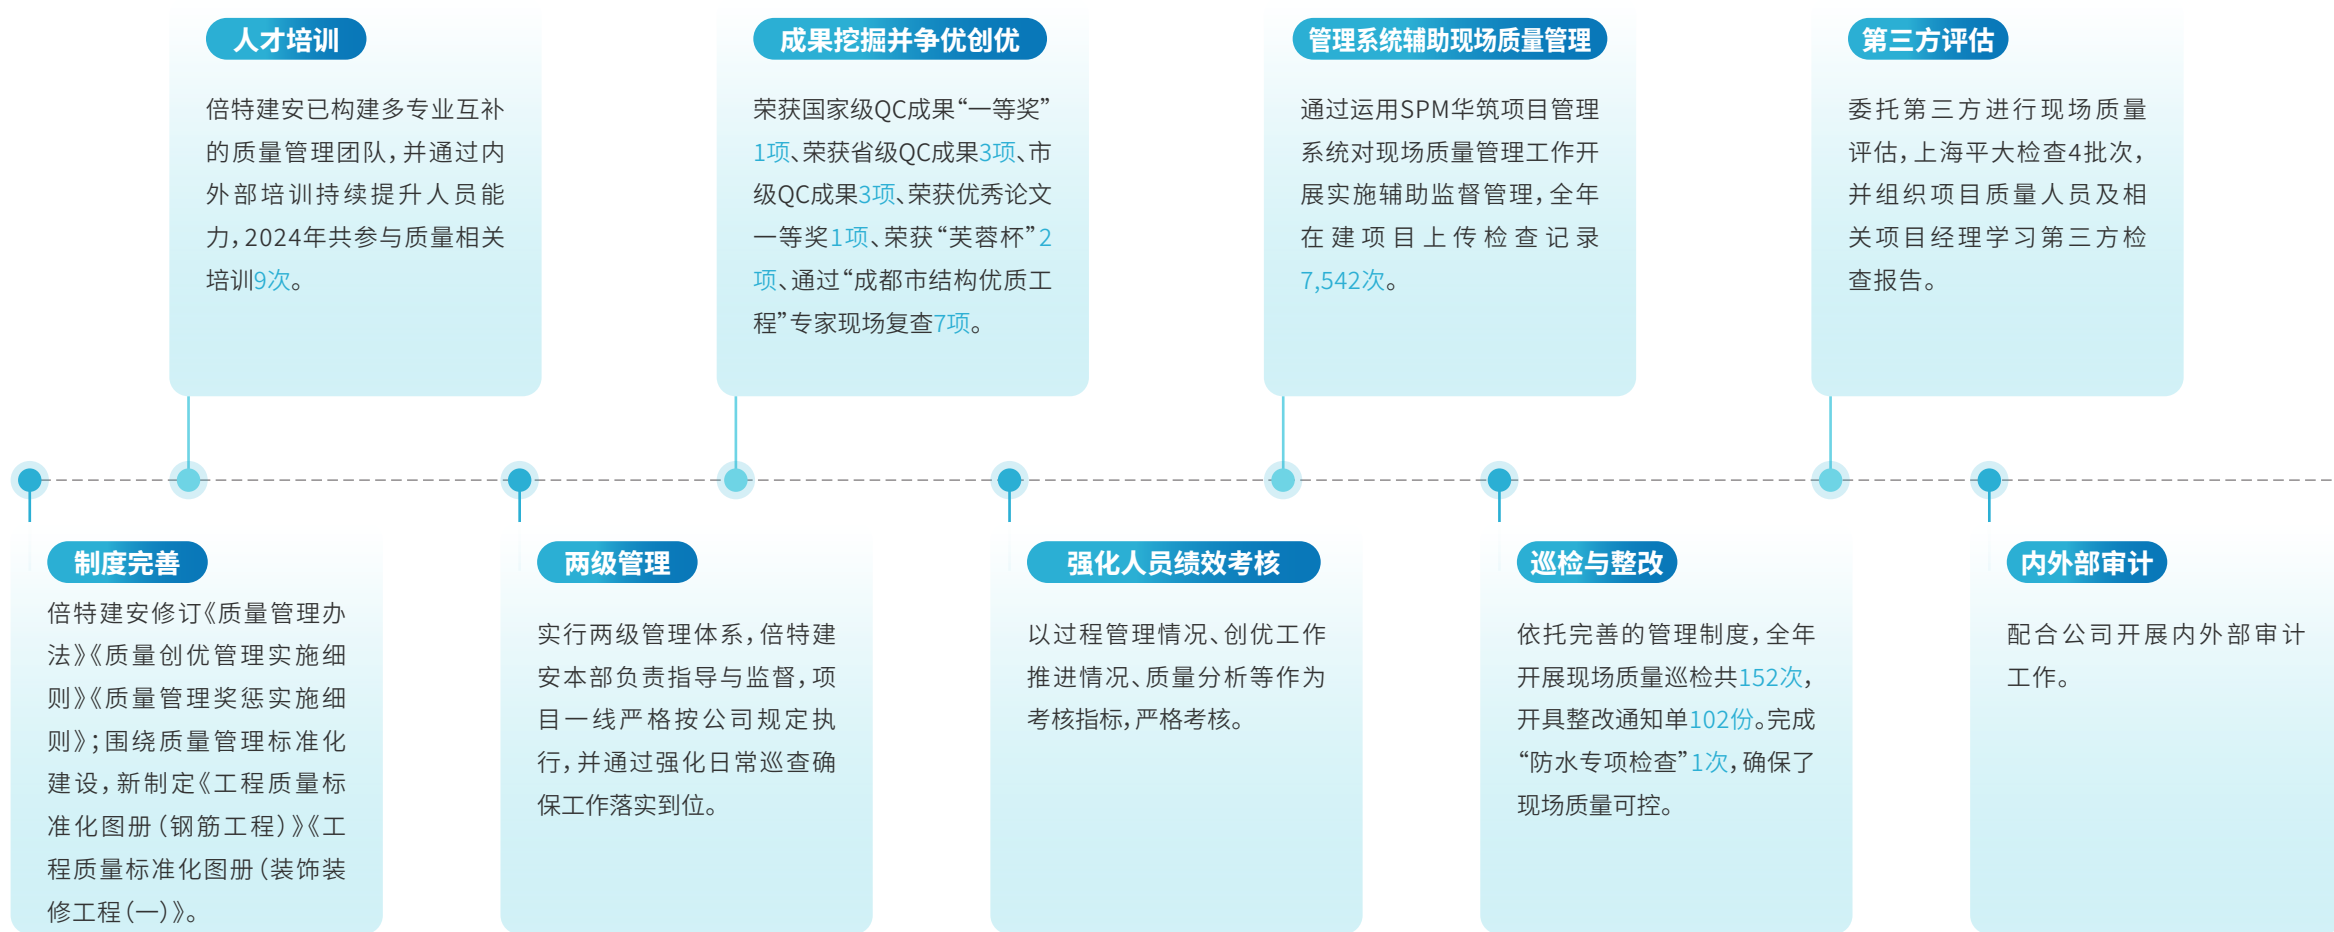 人才培训
倍特建安已构建多专业互补
的质量管理团队，并通过内
外部培训持续提升人员能
力，2024年共参与质量相关
培训9次。
成果挖掘并争优创优
荣获国家级QC成果“一等奖”
1项、荣获省级QC成果3项、市
级QC成果3项、荣获优秀论文
一等奖1项、荣获“芙蓉杯”2
项、通过“成都市结构优质工
程”专家现场复查7项。
管理系统辅助现场质量管理
通过运用SPM华筑项目管理
系统对现场质量管理工作开
展实施辅助监督管理，全年
在建项目上传检查记录
7,542次。
第三方评估
委托第三方进行现场质量
评估，上海平大检查4批次，
并组织项目质量人员及相
关项目经理学习第三方检
查报告。
制度完善
倍特建安修订《质量管理办
法》《质量创优管理实施细
则》《质量管理奖惩实施细
则》；围绕质量管理标准化
建设，新制定《工程质量标
准化图册（钢筋工程）》《工
程质量标准化图册（装饰装
修工程（一）》。
两级管理
实行两级管理体系，倍特建
安本部负责指导与监督，项
目一线严格按公司规定执
行，并通过强化日常巡查确
保工作落实到位。
强化人员绩效考核
以过程管理情况、创优工作
推进情况、质量分析等作为
考核指标，严格考核。
巡检与整改
依托完善的管理制度，全年
开展现场质量巡检共152次，
开具整改通知单102份。完成
“防水专项检查”1次，确保了
现场质量可控。
内外部审计
配合公司开展内外部审计
工作。